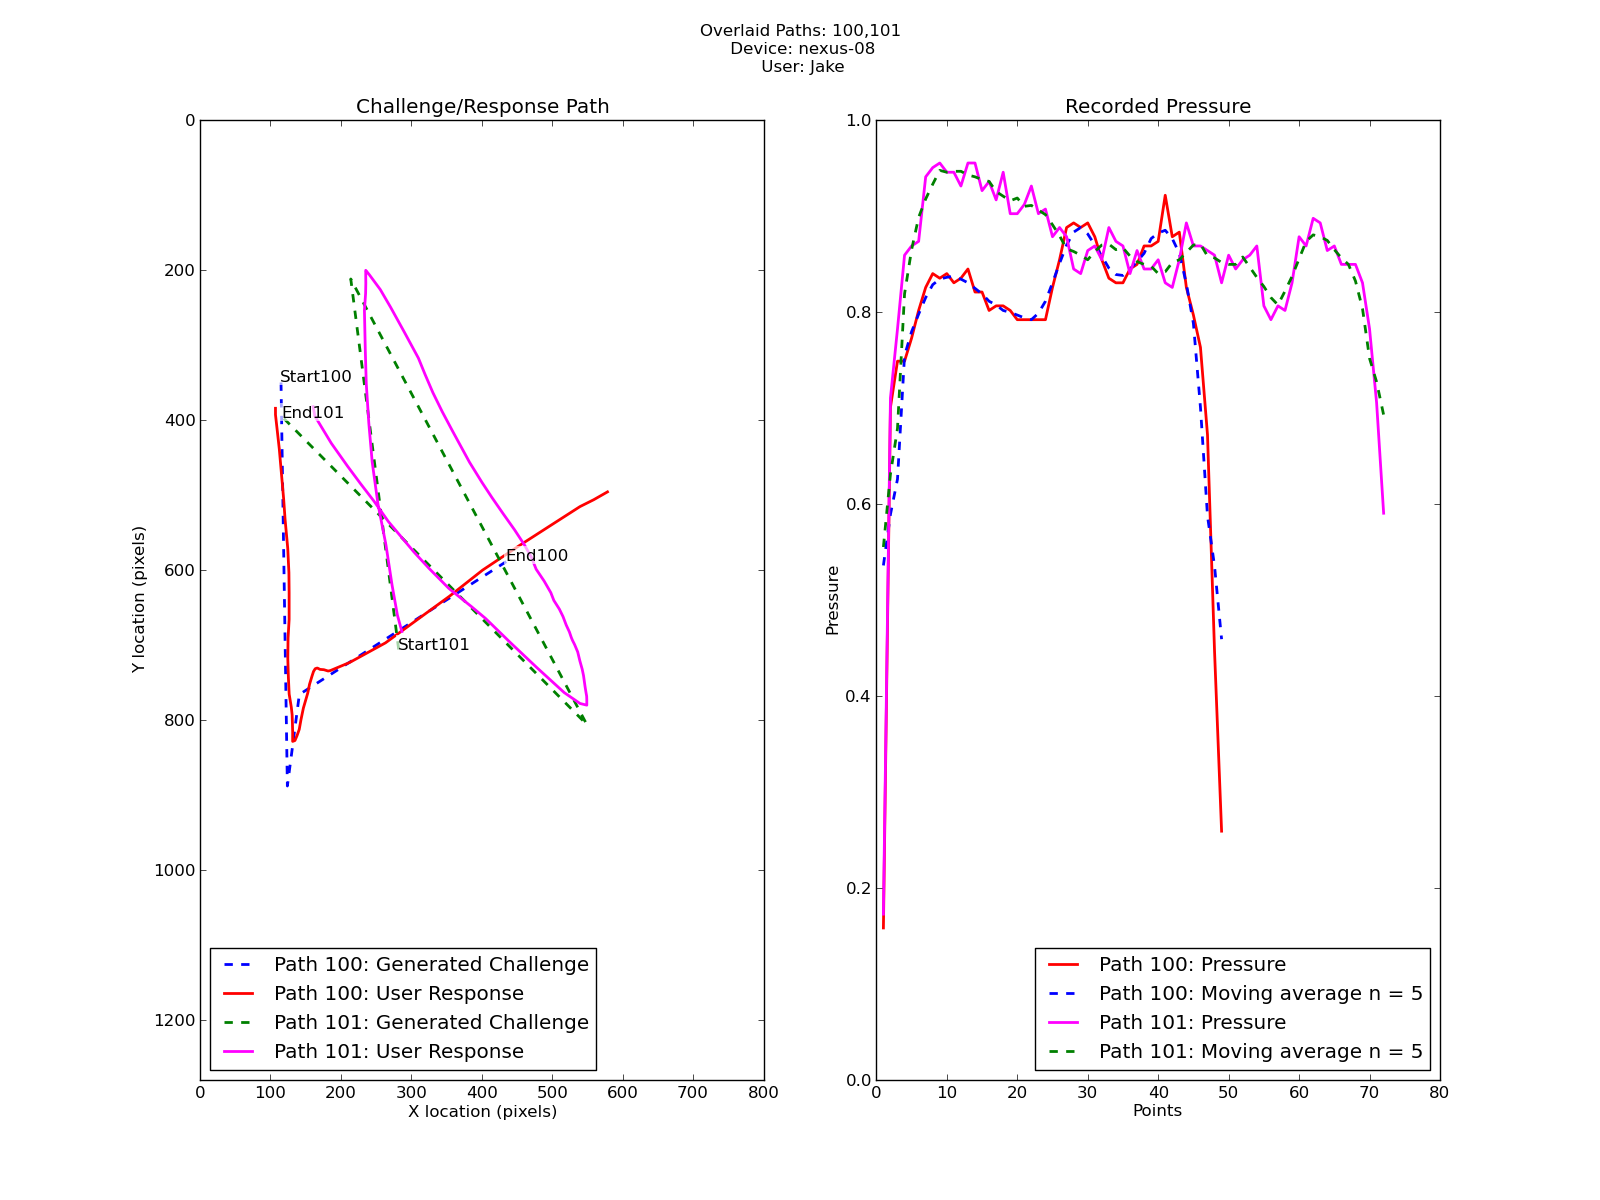 Overlaid Paths: 100,101
Device: nexus-08
User: Jake
Challenge/Response Path
0
200
400
600
800
1000
1200
Y location (pixels)
Start100
End101
End100
Start101
Path 100: Generated Challenge
Path 100: User Response
Path 101: Generated Challenge
Path 101: User Response
0 100 200 300 400 500 600 700 800
X location (pixels)
Recorded Pressure
1.0
0.8
0.6
0.4
0.2
0.0
Pressure
Path 100: Pressure
Path 100: Moving average n = 5
Path 101: Pressure
Path 101: Moving average n = 5
0 10 20 30 40 50 60 70 80
Points